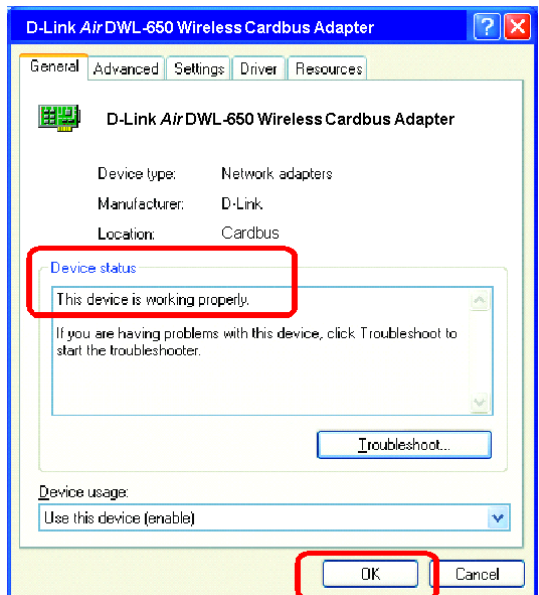 D-Link Air DWL-650 Wireless Cardbus Adapter
General Advanced Settings Driver Resources
D-Link Air DWL-650 Wireless Cardbus Adapter
Device type: Network adapters
Manufacturer: D-Link
Location: Cardbus
Device status
This device is working properly.
If you are having problems with this device, click Troubleshoot to
start the troubleshooter.
Troubleshoot...
Device usage:
Use this device (enable)
OK Cancel